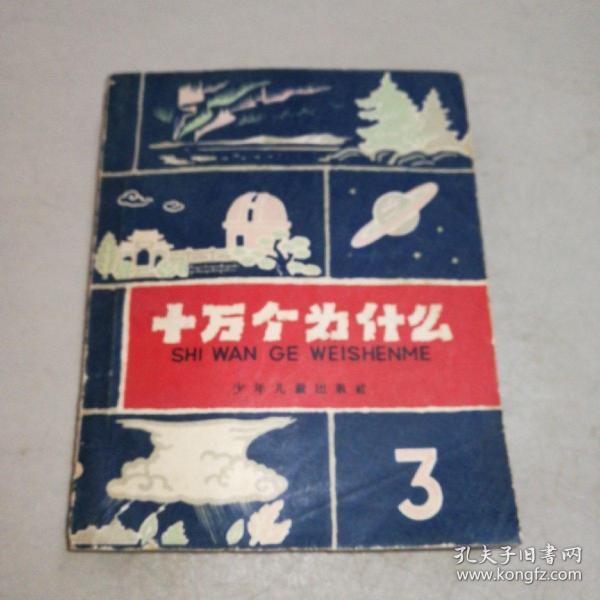 十万个为什么
SHI WAN GE WEISHENME
少年儿童出版社
3
孔夫子旧书网
www.kongfz.com